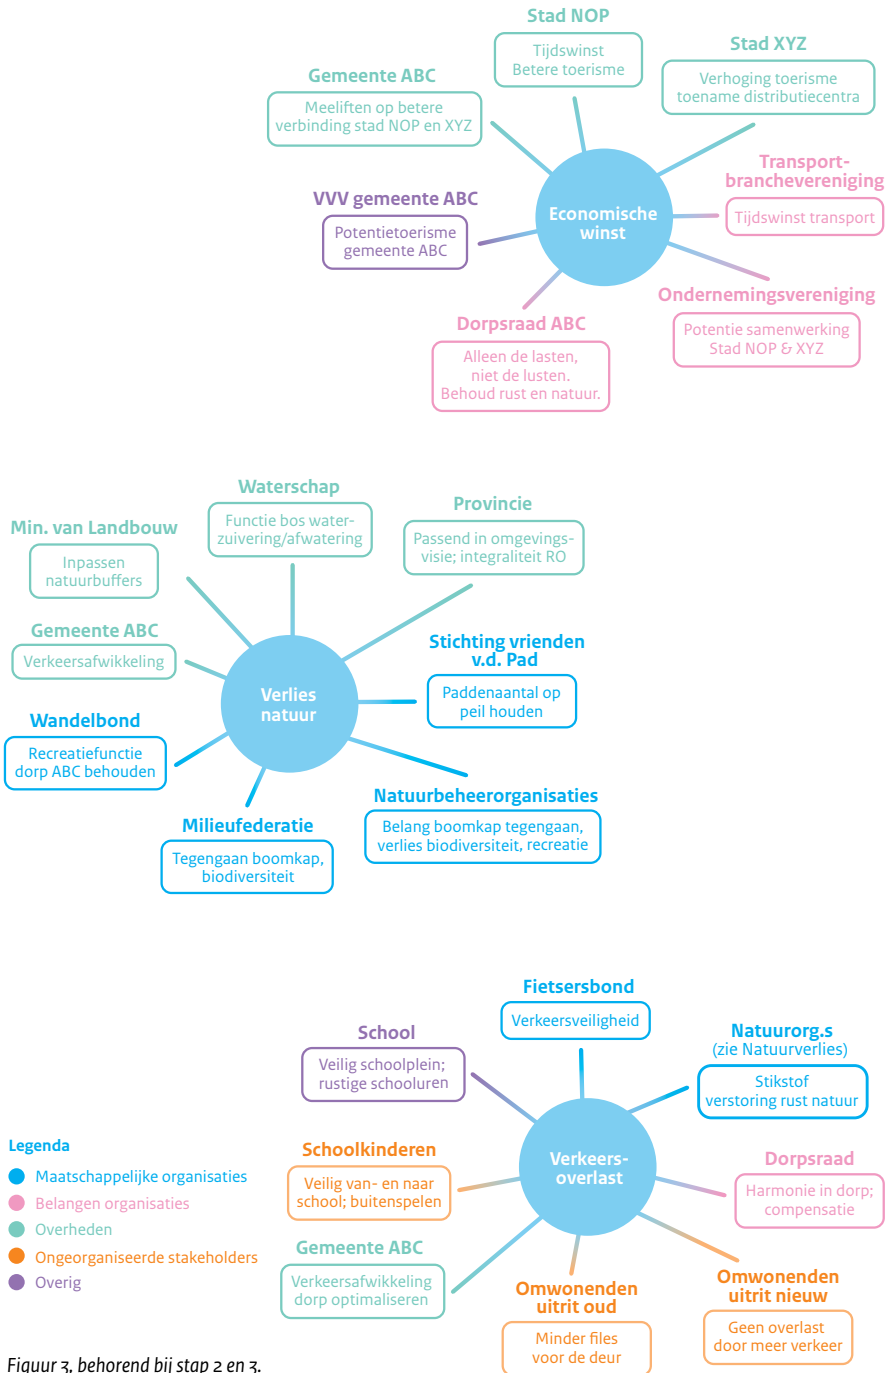 Stad NOP
Tijdswinst
Betere toerisme
Stad XYZ
Verhoging toerisme
toename distributiecentra
Gemeente ABC
Meeliften op betere
verbinding stad NOP en XYZ
Transport-
branchevereniging
Tijdswinst transport
VVV gemeente ABC
Potentietoerisme
gemeente ABC
Economische
winst
Ondernemingsvereniging
Potentie samenwerking
Stad NOP & XYZ
Dorpsraad ABC
Alleen de lasten,
niet de lusten.
Behoud rust en natuur.
Waterschap
Functie bos water-
zuivering/afwatering
Provincie
Passend in omgevings-
visie; integraliteit RO
Min. van Landbouw
Inpassen
natuurbuffers
Gemeente ABC
Verkeersafwikkeling
Stichting vrienden
v.d. Pad
Paddenaantal op
peil houden
Verlies
natuur
Wandelbond
Recreatiefunctie
dorp ABC behouden
Natuurbeheerorganisaties
Belang boomkap tegengaan,
verlies biodiversiteit, recreatie
Milieufederatie
Tegengaan boomkap,
biodiversiteit
Fietsersbond
Verkeersveiligheid
School
Veilig schoolplein;
rustige schooluren
Natuurorg.s
(zie Natuurverlies)
Stikstof
verstoring rust natuur
Schoolkinderen
Veilig van- en naar
school; buitenspelen
Verkeers-
overlast
Dorpsraad
Harmonie in dorp;
compensatie
Gemeente ABC
Verkeersafwikkeling
dorp optimaliseren
Omwonenden
uitrit oud
Minder files
voor de deur
Omwonenden
uitrit nieuw
Geen overlast
door meer verkeer
Legenda
Maatschappelijke organisaties
Belangen organisaties
Overheden
Ongeorganiseerde stakeholders
Overig
Figuur 3, behorend bij stap 2 en 3.